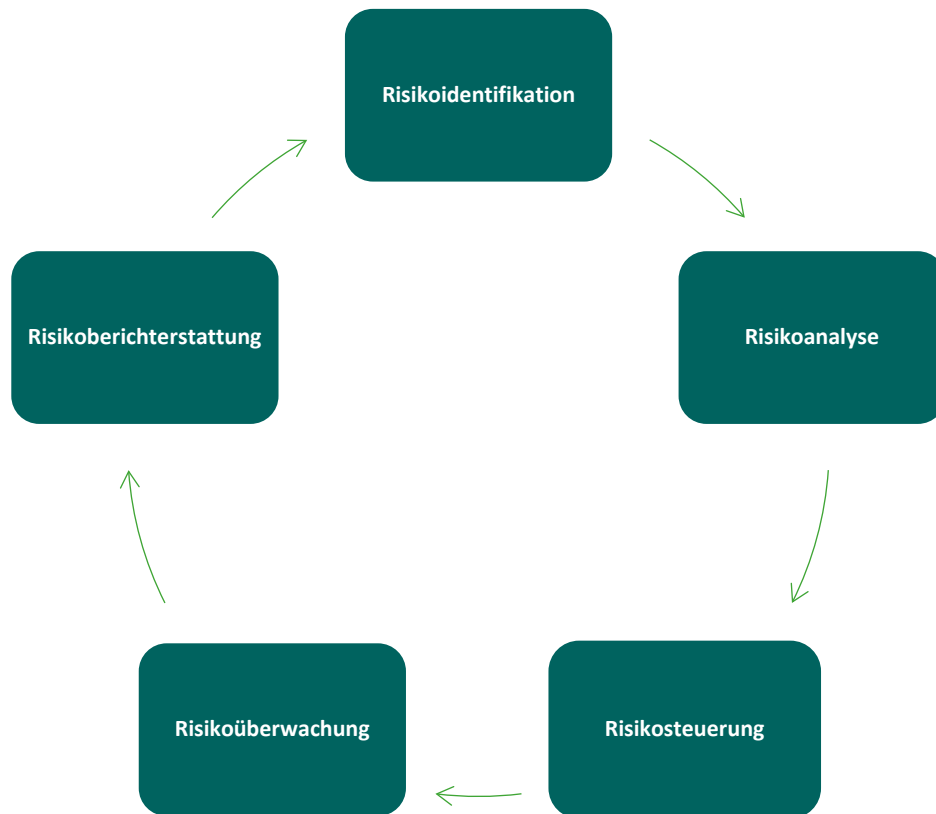 Risikoidentifikation
Risikoanalyse
Risikosteuerung
Risikoüberwachung
Risikoberichterstattung